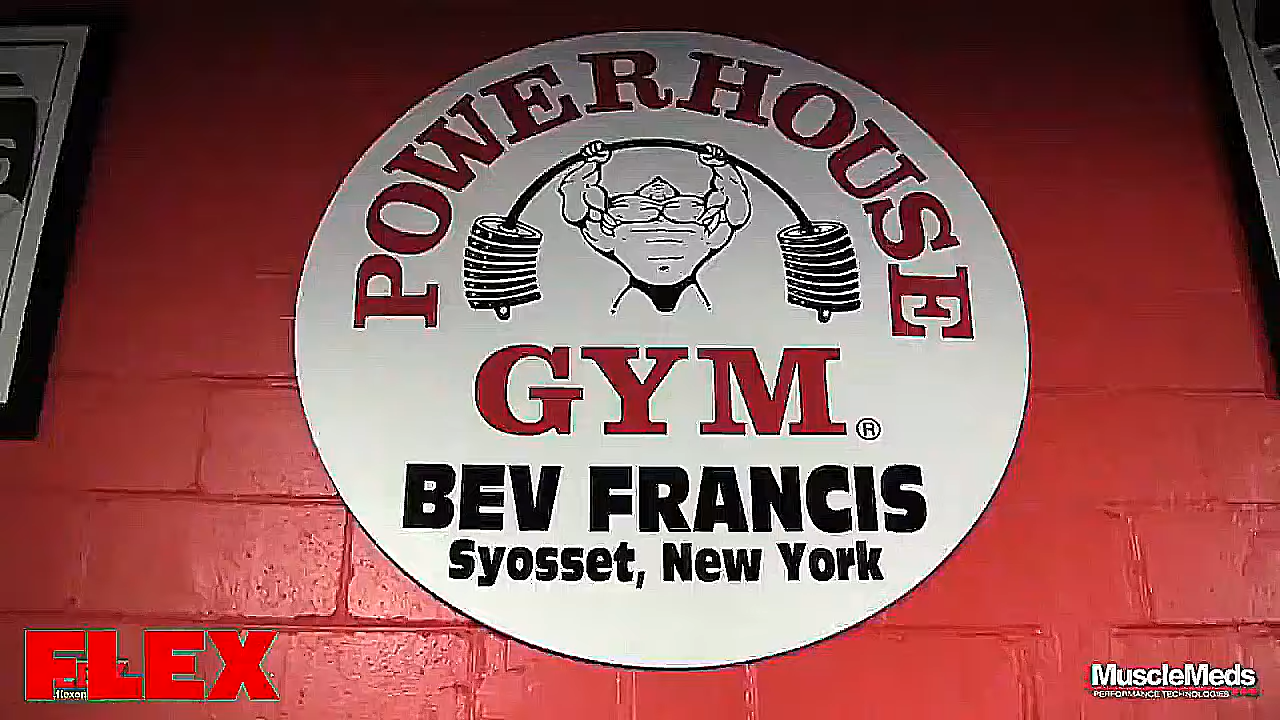 POWERHOUSE
GYM®
BEV FRANCIS
Syosset, New York
FLEX
MuscleMeds
PERFORMANCE TECHNOLOGIES